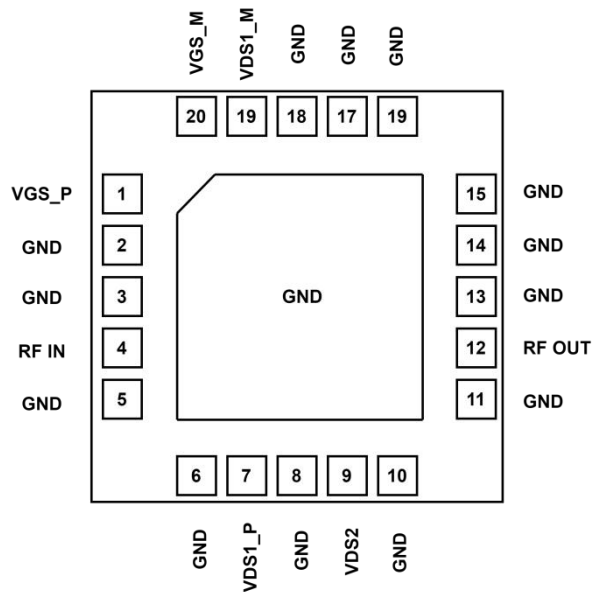 VGS_M
VDS1_M
GND
GND
GND
20
19
18
17
19
VGS_P
1
15
GND
GND
2
14
GND
GND
3
GND
13
GND
RF IN
4
12
RF OUT
GND
5
11
GND
6
7
8
9
10
GND
VDS1_P
GND
VDS2
GND